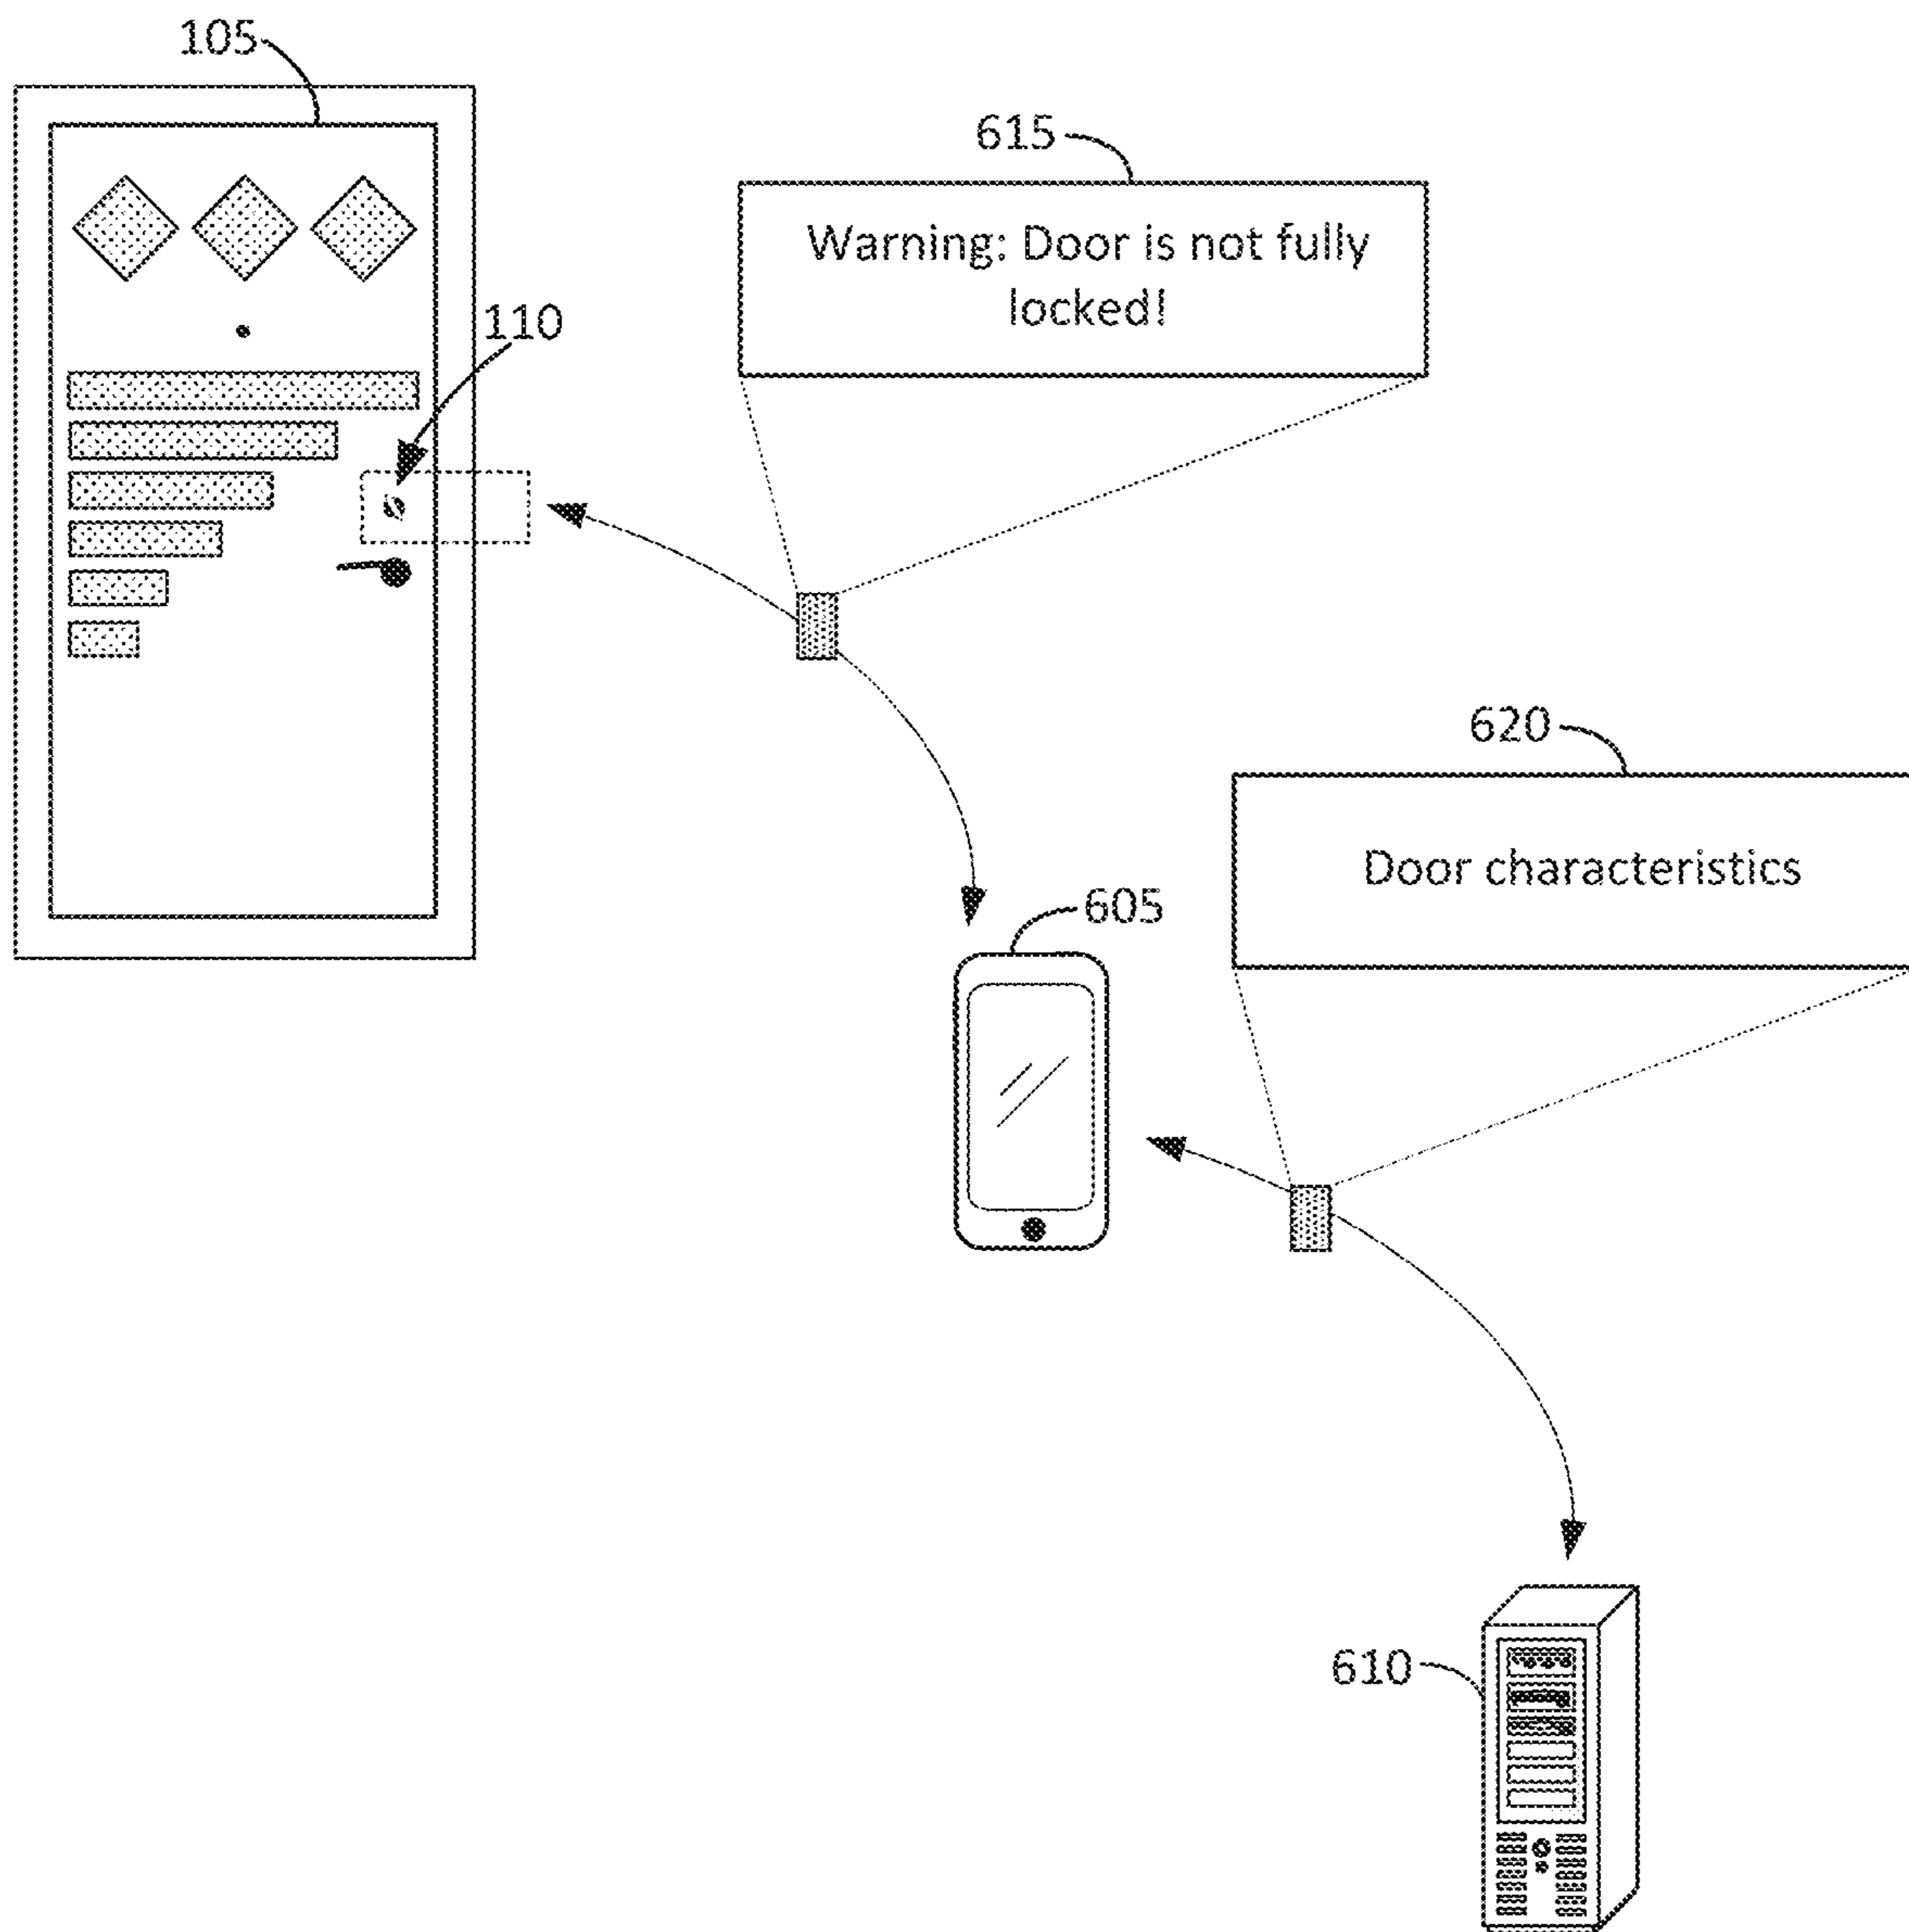 105
615
Warning: Door is not fully
locked!
110
620
Door characteristics
605
610